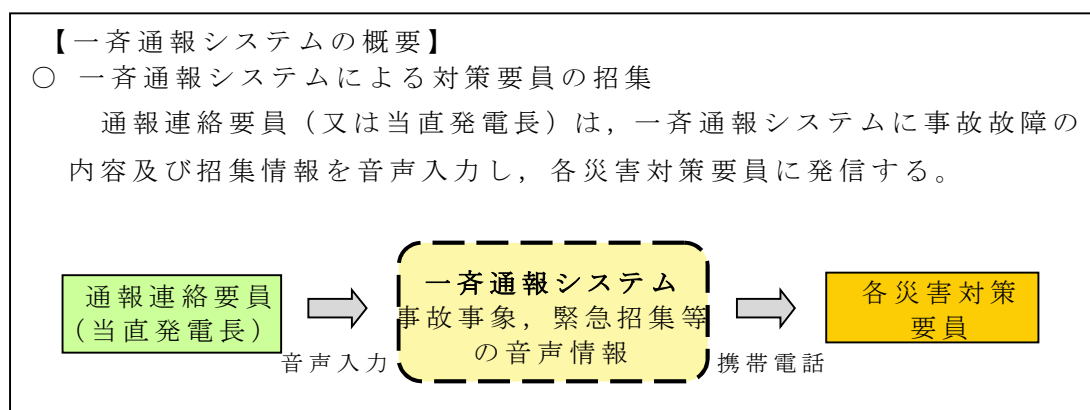 【一斉通報システムの概要】
○ 一斉通報システムによる対策要員の招集
通報連絡要員（又は当直発電長）は，一斉通報システムに事故故障の
内容及び招集情報を音声入力し，各災害対策要員に発信する。
通報連絡要員
（当直発電長）
音声入力
一斉通報システム
事故事象，緊急招集等
の音声情報
携帯電話
各災害対策
要員